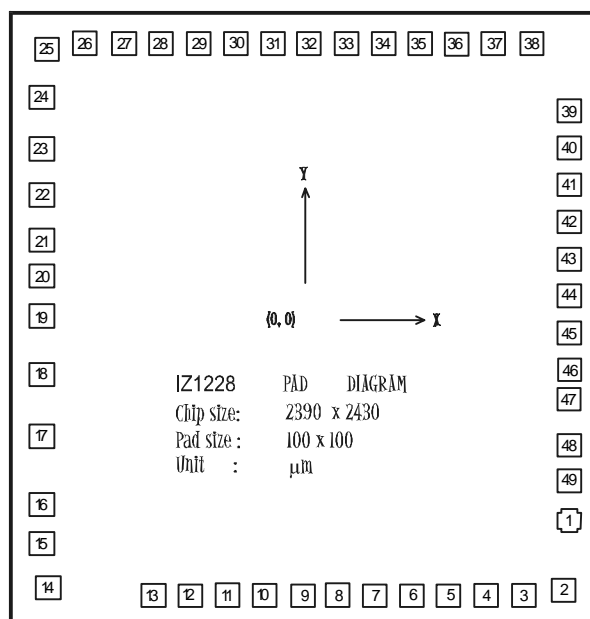 25 26 27 28 29 30 31 32 33 34 35 36 37 38
24
39
23
40
22
41
Y
21
42
20
43
19
44
(0,0) X
45
18
46
IZ1228 PAD DIAGRAM
47
Chip size: 2390 x 2430
17
Pad size : 100 x 100
48
Unit : μm
49
16
1
15
14
13 12 11 10 9 8 7 6 5 4 3 2